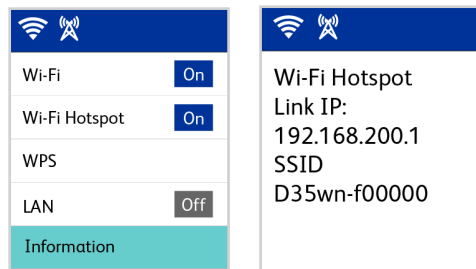 Wi-Fi On
Wi-Fi Hotspot On
WPS
LAN Off
Information
Wi-Fi Hotspot
Link IP:
192.168.200.1
SSID
D35wn-f00000